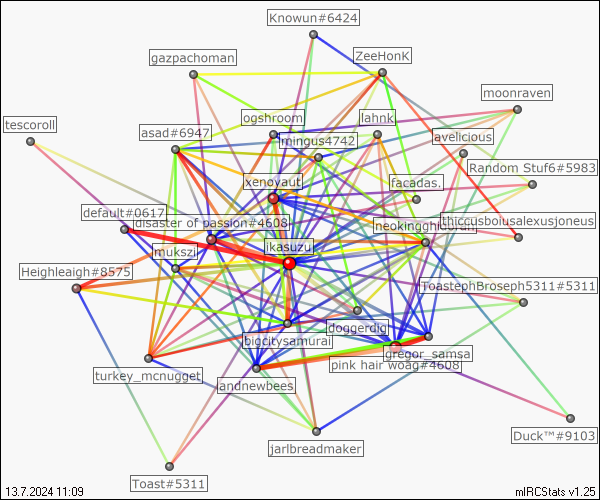 Knowun#6424
gazpachoman
ZeeHonK
moonraven
tescoroll
ogshroom
lahnk
asad#6947
mingus4742
avelicious
Random Stuf6#5983
xenoyaut
facadas.
default#0617
disaster of passion#4608
thiccusboiusalexusjoneus
ikasuzu
mukszi
Heighleaigh#8575
ToastephBroseph5311#5311
doggerdig
bigcitysamurai
gregor_samsa
pink hair woag#4608
turkey_mcnugget
andnewbees
jarlbreadmaker
Duck™#9103
Toast#5311
13.7.2024 11:09
mIRCStats v1.25